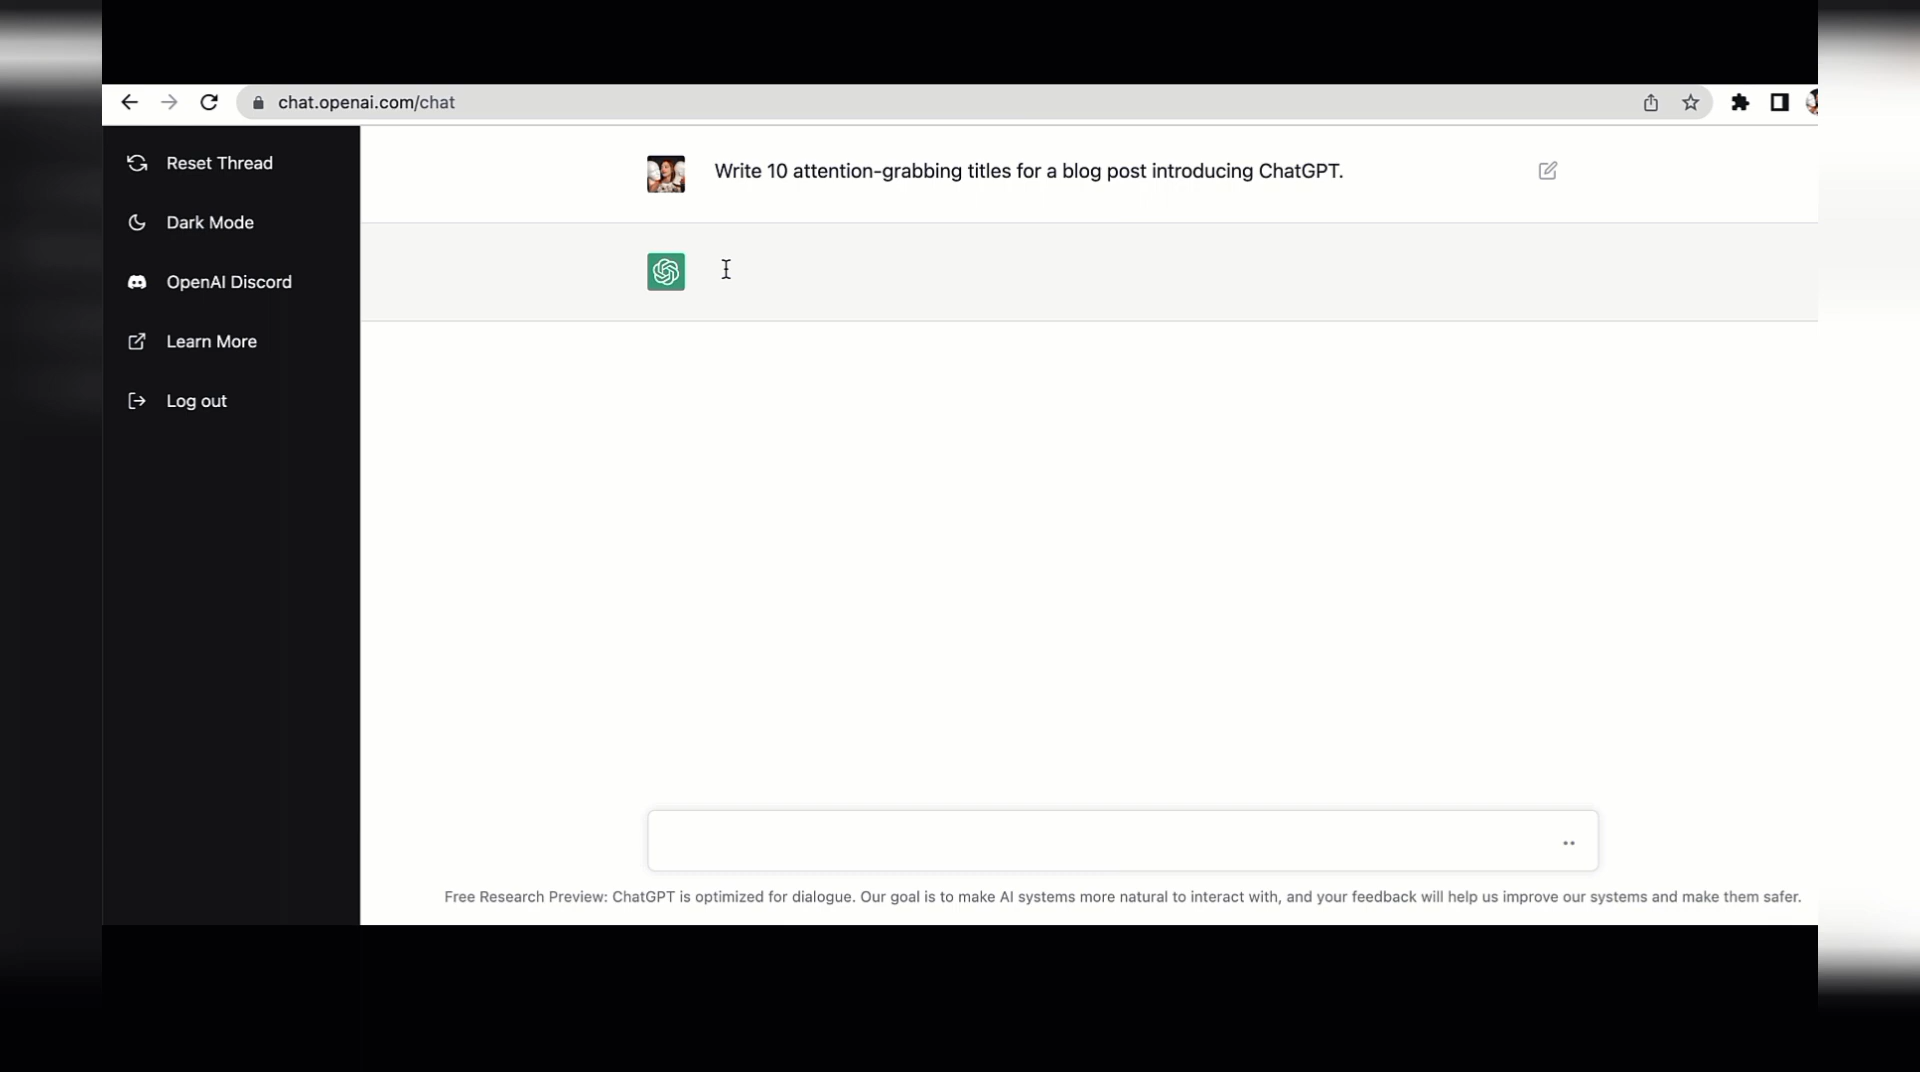 chat.openai.com/chat
Reset Thread
Dark Mode
OpenAI Discord
Learn More
Log out
Write 10 attention-grabbing titles for a blog post introducing ChatGPT.
Free Research Preview: ChatGPT is optimized for dialogue. Our goal is to make AI systems more natural to interact with, and your feedback will help us improve our systems and make them safer.